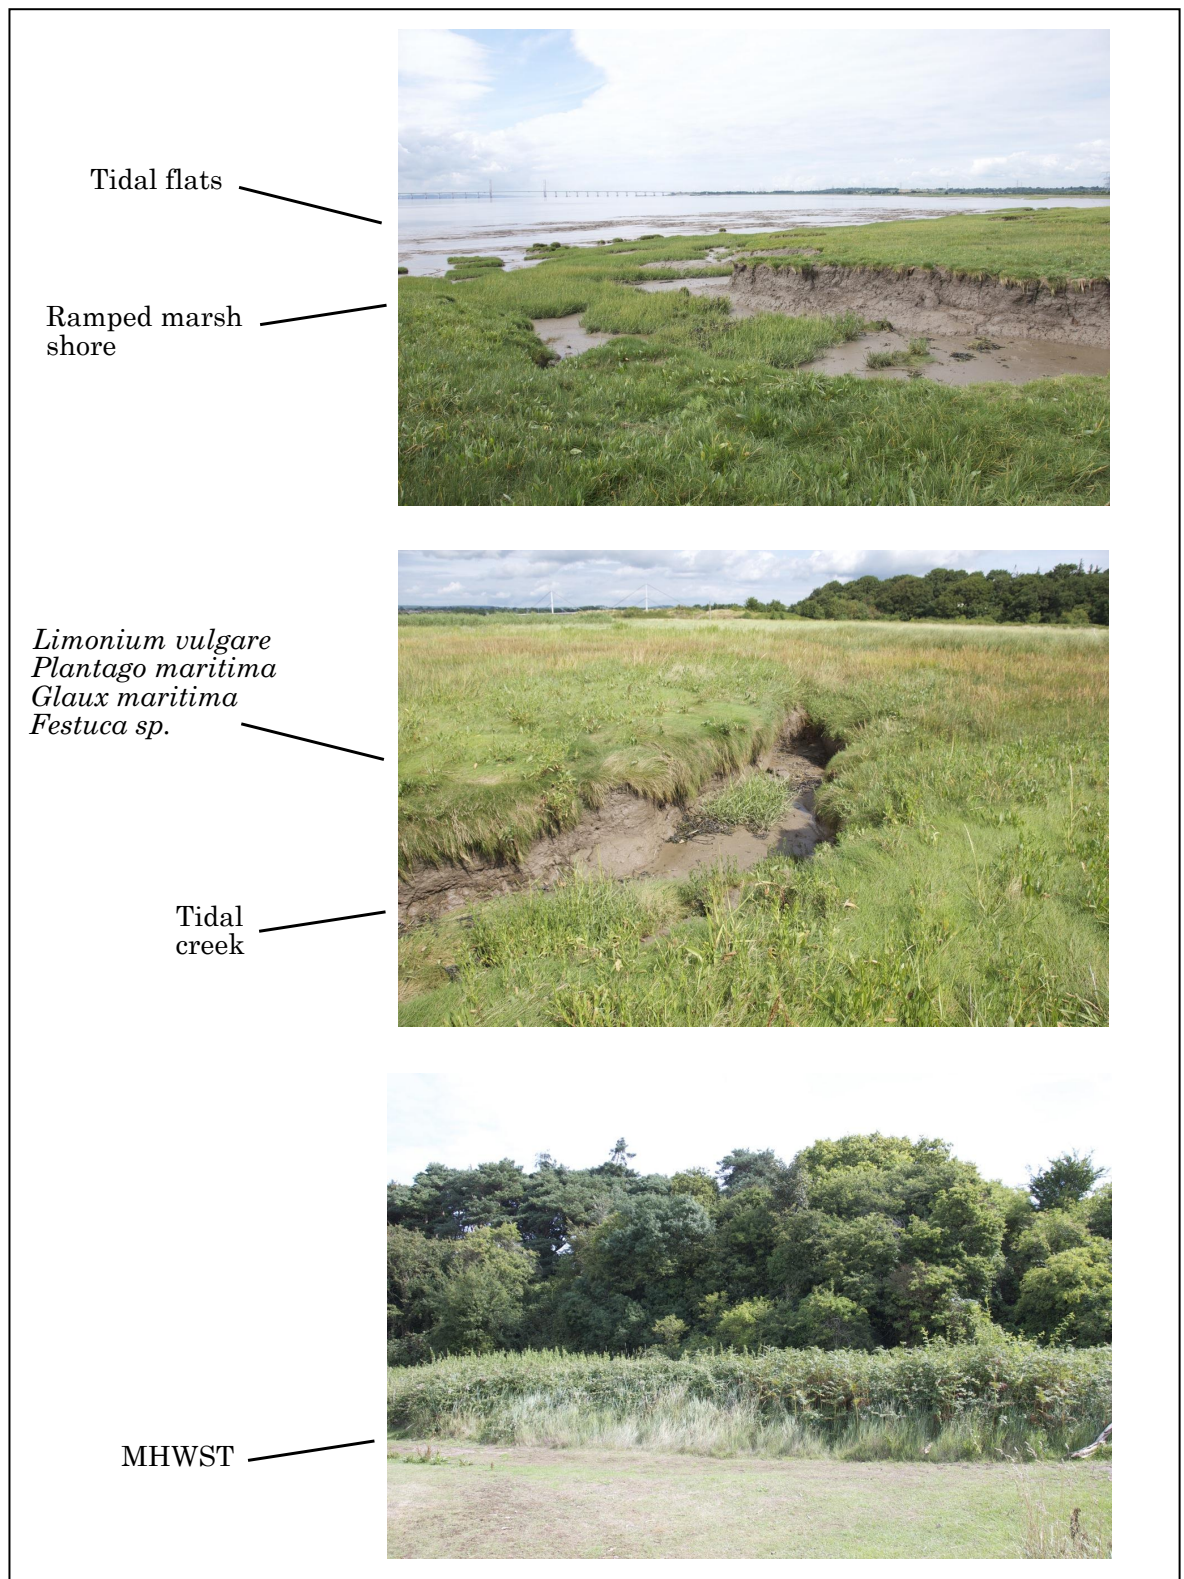 Tidal flats
Ramped marsh
shore
Limonium vulgare
Plantago maritima
Glaux maritima
Festuca sp.
Tidal
creek
MHWST